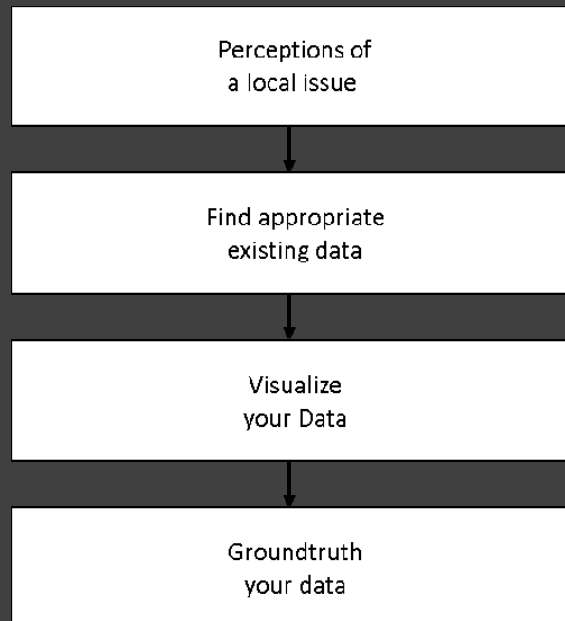 Perceptions of
a local issue
Find appropriate
existing data
Visualize
your Data
Groundtruth
your data